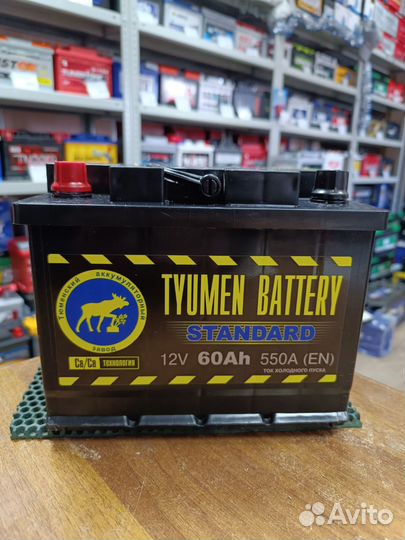 Тюменский аккумуляторный
завод
Ca/Ca ТЕХНОЛОГИЯ
TYUMEN BATTERY
STANDARD
12V 60Ah 550A (EN)
ТОК ХОЛОДНОГО ПУСКА
Avito